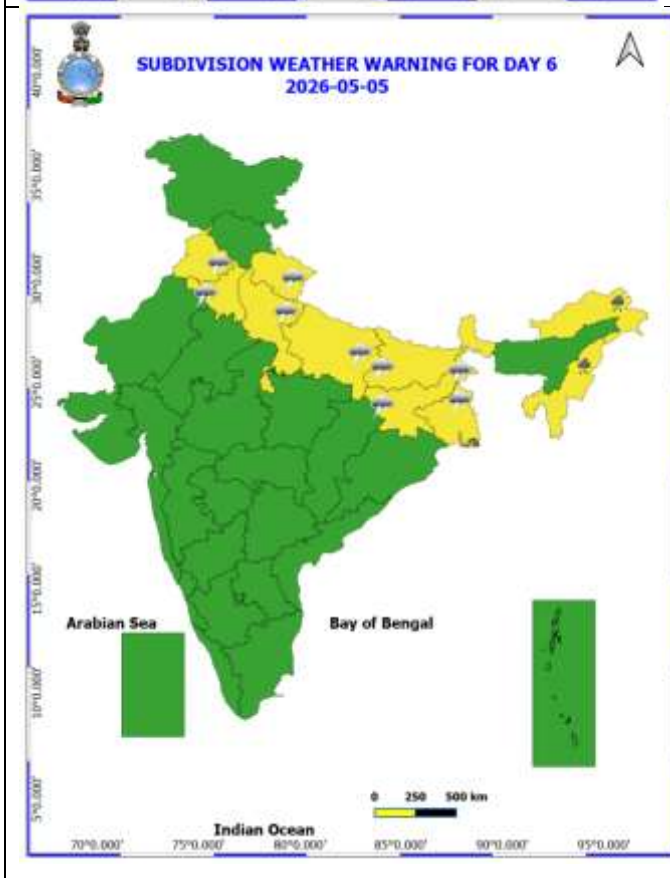 SUBDIVISION WEATHER WARNING FOR DAY 6
2026-05-05
40°0.000'
35°0.000'
30°0.000'
25°0.000'
20°0.000'
15°0.000'
10°0.000'
5°0.000'
Arabian Sea
Bay of Bengal
0 250 500 km
Indian Ocean
70°0.000' 75°0.000' 80°0.000' 85°0.000' 90°0.000' 95°0.000'